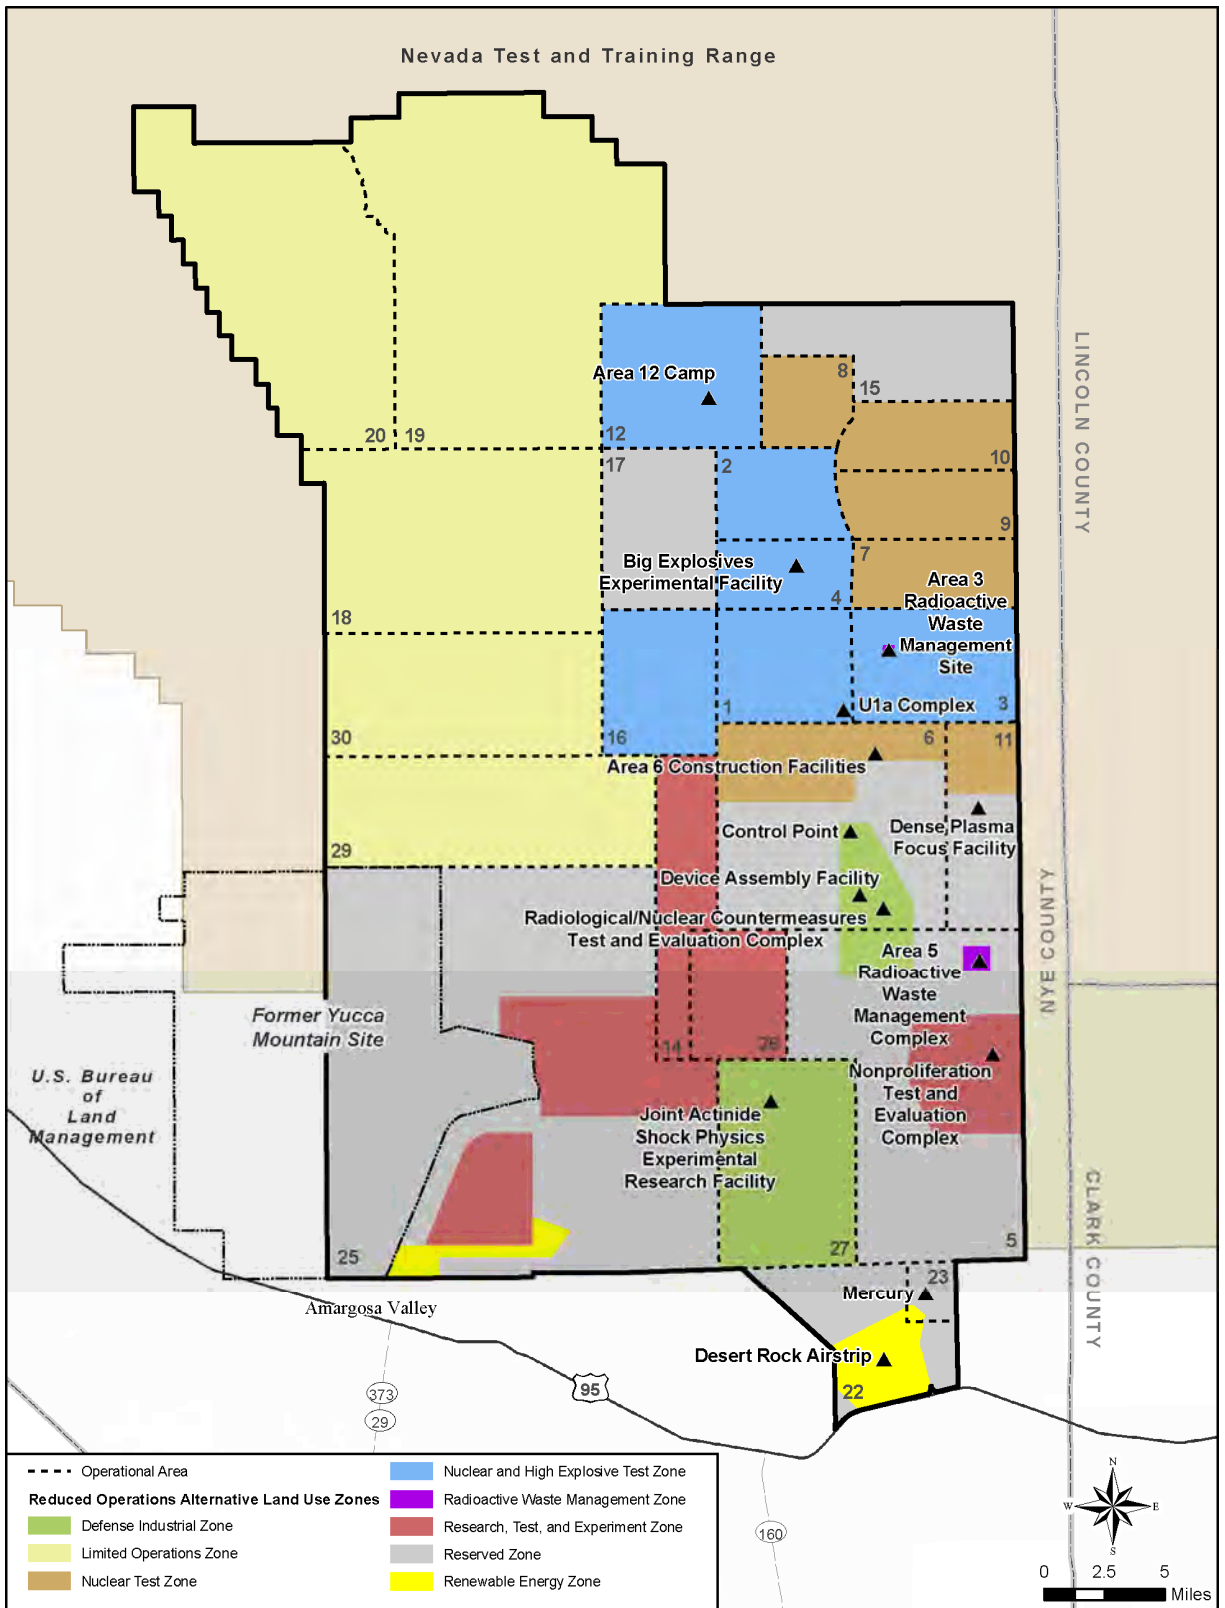 Nevada Test and Training Range
LINCOLN COUNTY
Area 12 Camp
8
15
20
19
12
17
2
10
9
7
Big Explosives
Experimental Facility
4
Area 3
Radioactive
Waste
Management
Site
18
U1a Complex
1
3
30
16
6
11
Area 6 Construction Facilities
Control Point
Dense Plasma
Focus Facility
29
Device Assembly Facility
Radiological/Nuclear Countermeasures
Test and Evaluation Complex
NYE COUNTY
Area 5
Radioactive
Waste
Management
Complex
Former Yucca
Mountain Site
14
26
U.S. Bureau
of
Land
Management
Nonproliferation
Test and
Evaluation
Complex
Joint Actinide
Shock Physics
Experimental
Research Facility
CLARK COUNTY
25
27
5
23
Mercury
Amargosa Valley
Desert Rock Airstrip
22
373
29
95
160
Operational Area
Reduced Operations Alternative Land Use Zones
Defense Industrial Zone
Limited Operations Zone
Nuclear Test Zone
Nuclear and High Explosive Test Zone
Radioactive Waste Management Zone
Research, Test, and Experiment Zone
Reserved Zone
Renewable Energy Zone
N
W
E
S
0 2.5 5
Miles